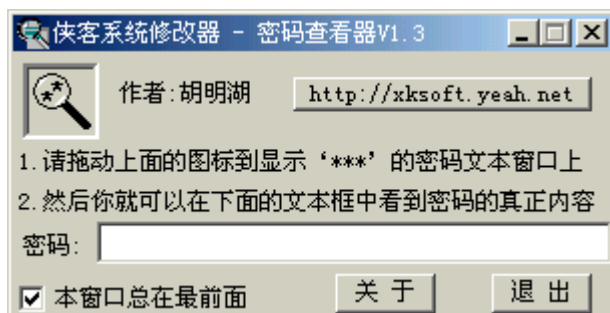 侠客系统修改器 - 密码查看器V1.3
作者:胡明湖 http://xksoft.yeah.net
1.请拖动上面的图标到显示‘***’的密码文本窗口上
2.然后你就可以在下面的文本框中看到密码的真正内容
密码:
本窗口总在最前面 关于 退出